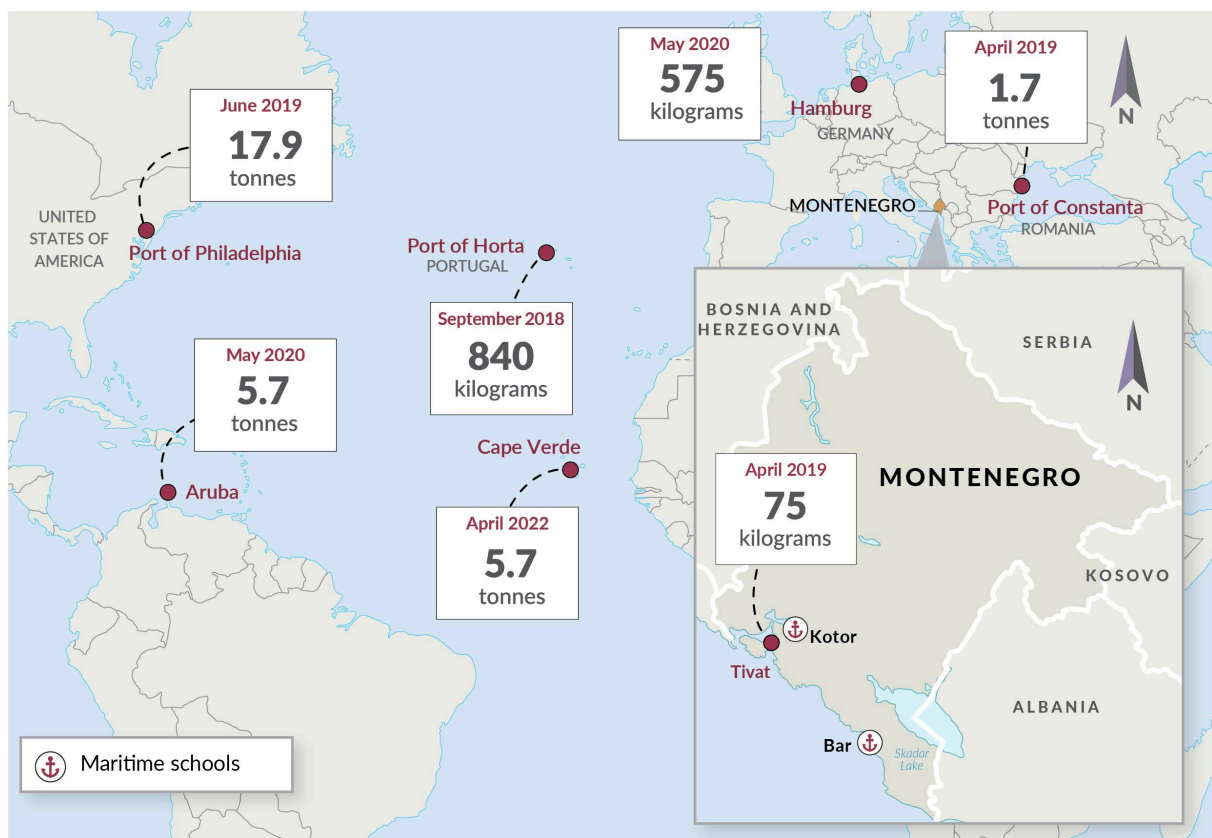 June 2019
17.9
tonnes
UNITED
STATES OF
AMERICA
Port of Philadelphia
May 2020
5.7
tonnes
Aruba
Port of Horta
PORTUGAL
September 2018
840
kilograms
Cape Verde
April 2022
5.7
tonnes
May 2020
575
kilograms
Hamburg
GERMANY
April 2019
1.7
tonnes
N
MONTENEGRO
Port of Constanta
ROMANIA
BOSNIA AND
HERZEGOVINA
SERBIA
N
MONTENEGRO
April 2019
75
kilograms
KOSOVO
Kotor
Tivat
ALBANIA
Bar
Skadar
Lake
Maritime schools